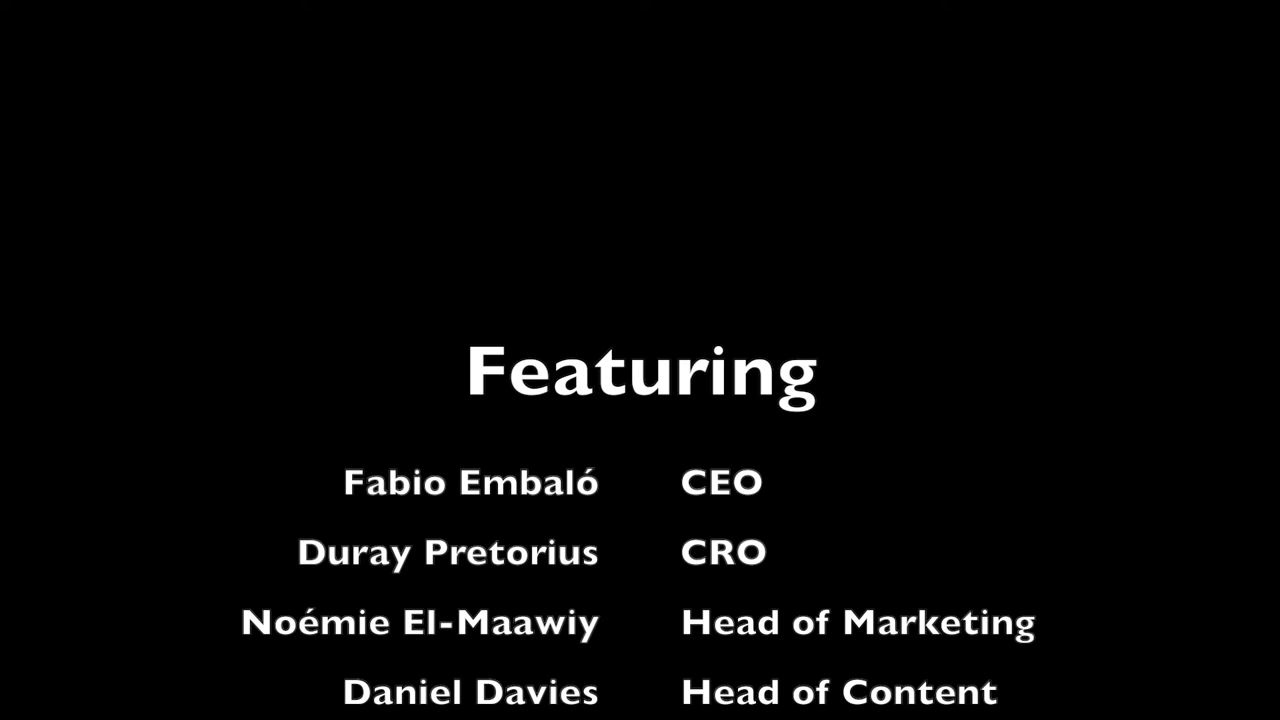 Featuring
Fabio Embaló CEO
Duray Pretorius CRO
Noémie El-Maawiy Head of Marketing
Daniel Davies Head of Content